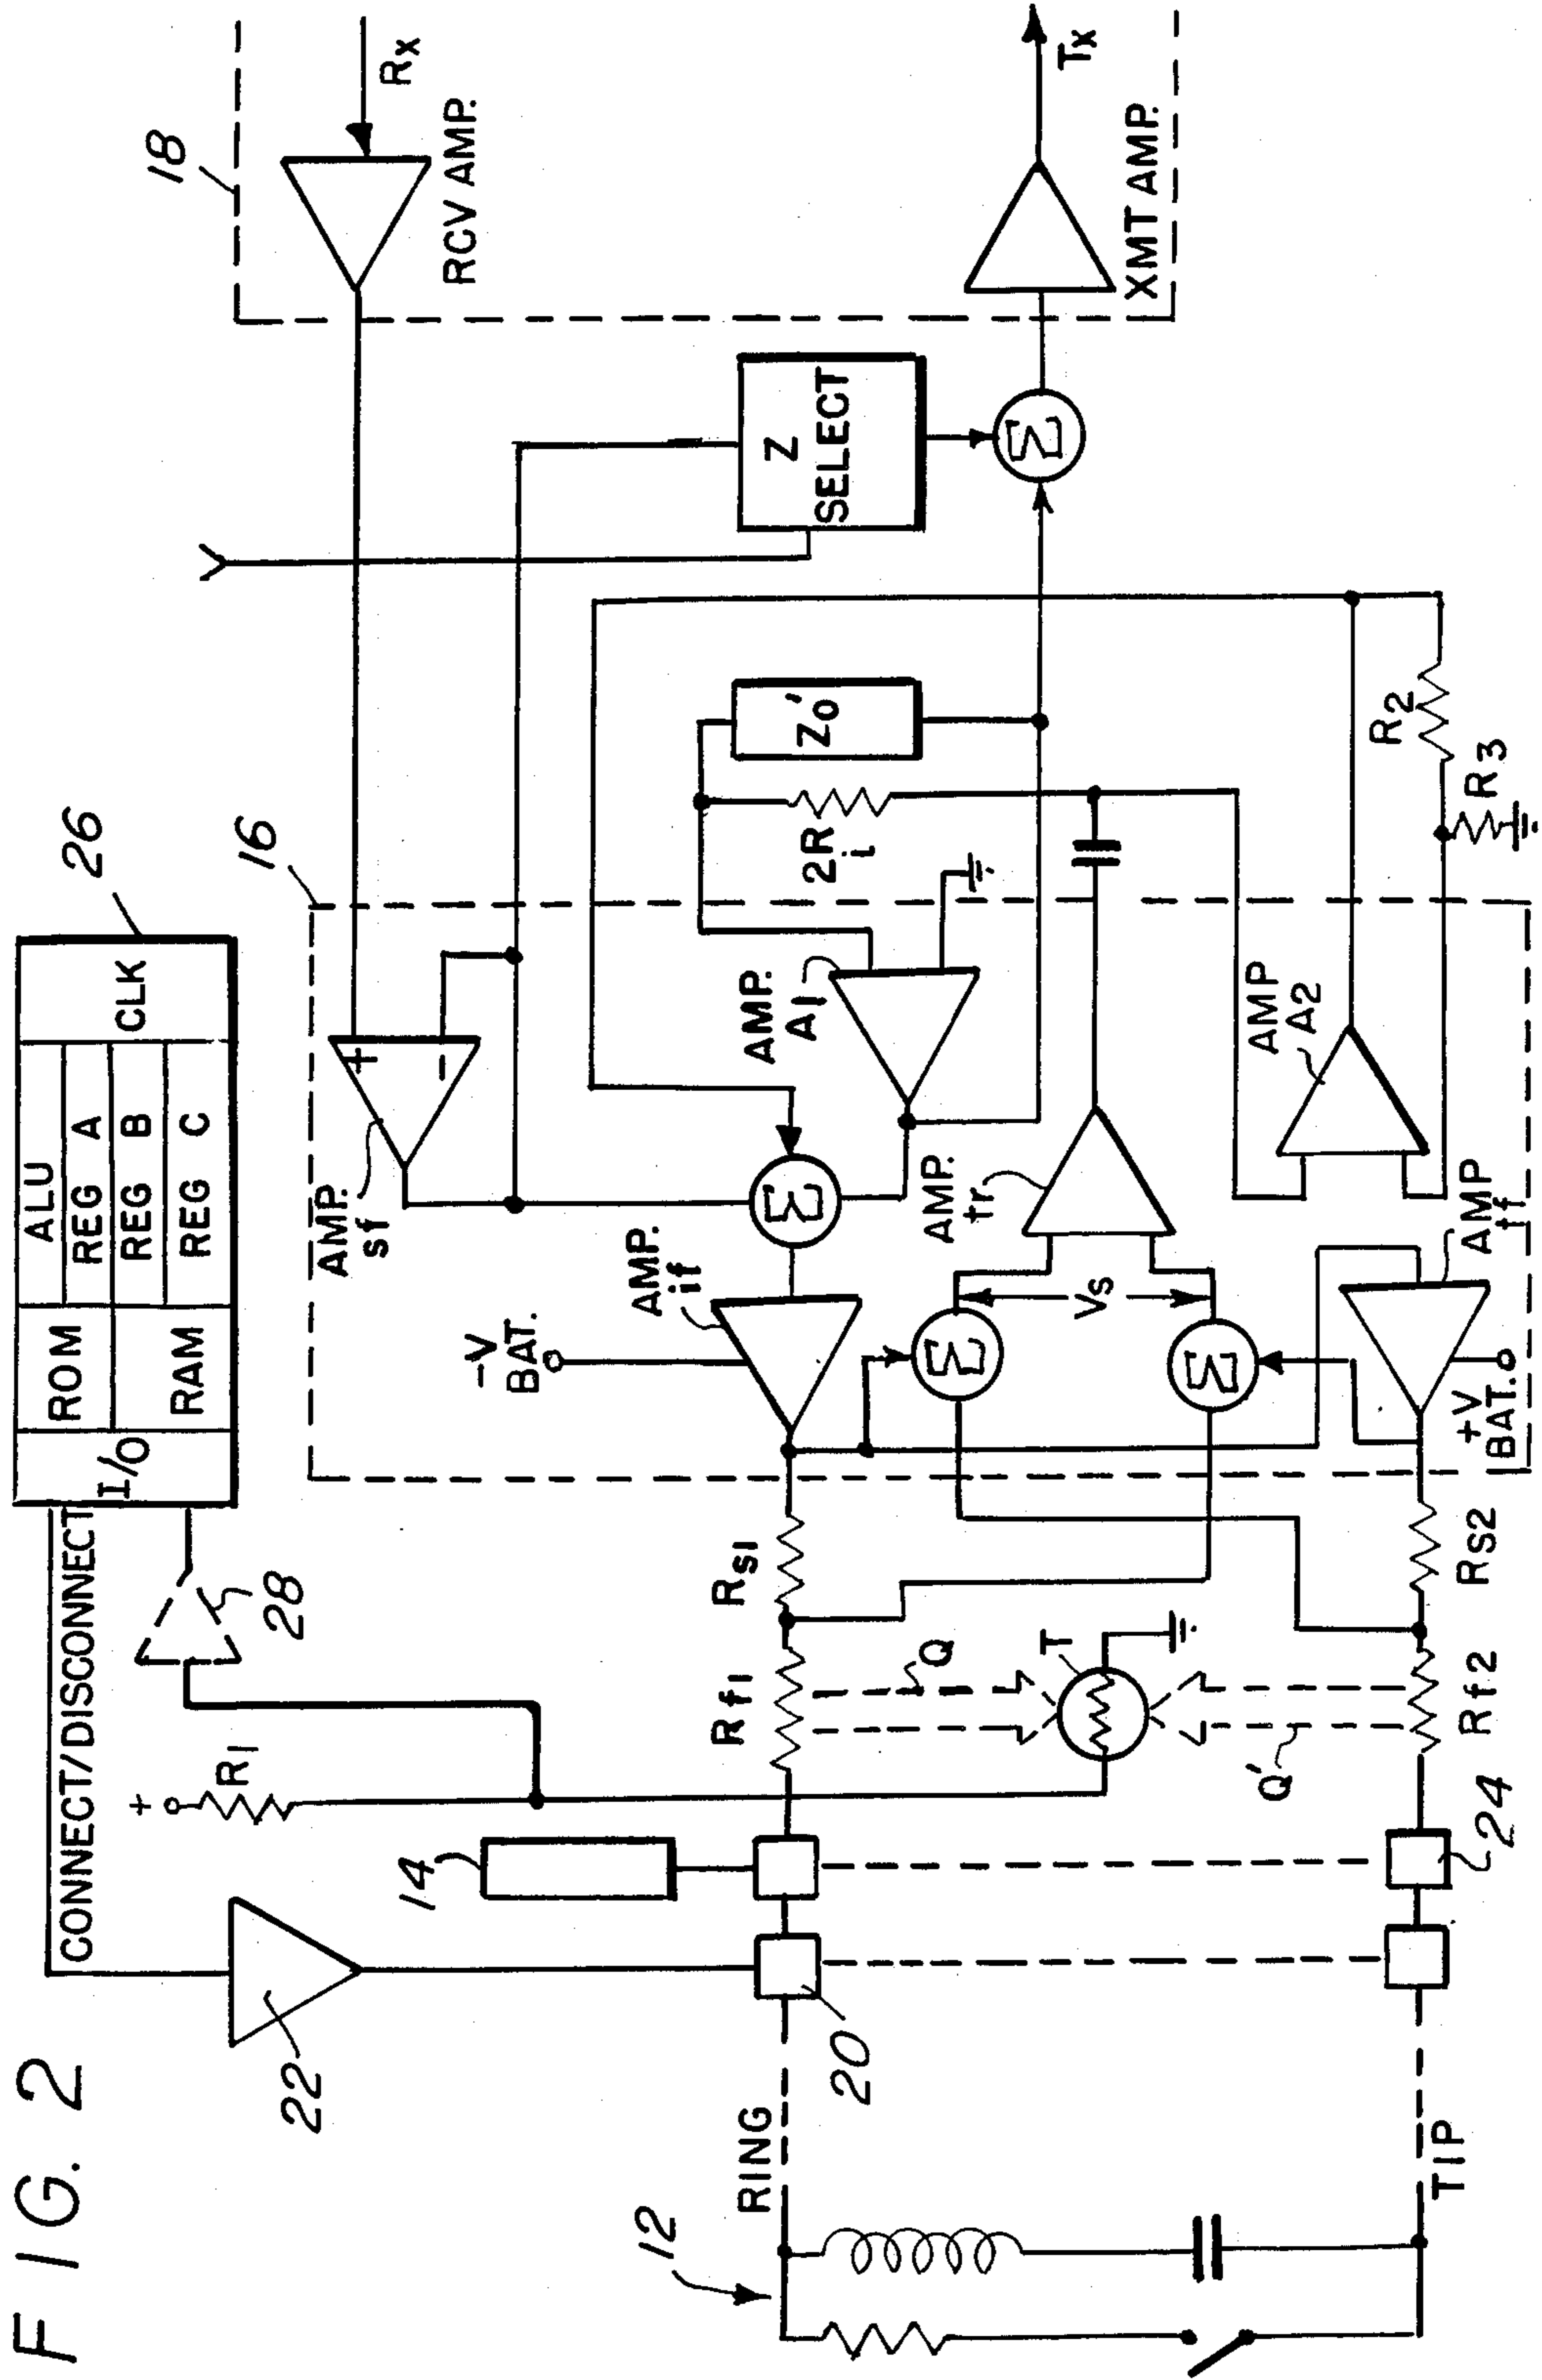 FIG. 2
26
ALU
REG A
REG B
REG C
CLK
ROM
RAM
I/O
CONNECT/DISCONNECT
28
22
+
R1
14
20
24
12
RING
TIP
Rf1
Rs1
Q
T
Q'
Rf2
Rs2
16
-V
BAT.
AMP.
if
AMP.
sf
+
-
Σ
AMP.
A1
Σ
Σ
Vs
AMP.
tr
+V
BAT.
AMP
tf
AMP
A2
2Ri
Zo'
R2
R3
Z
SELECT
Σ
18
RCV AMP.
Rx
XMT AMP.
Tx